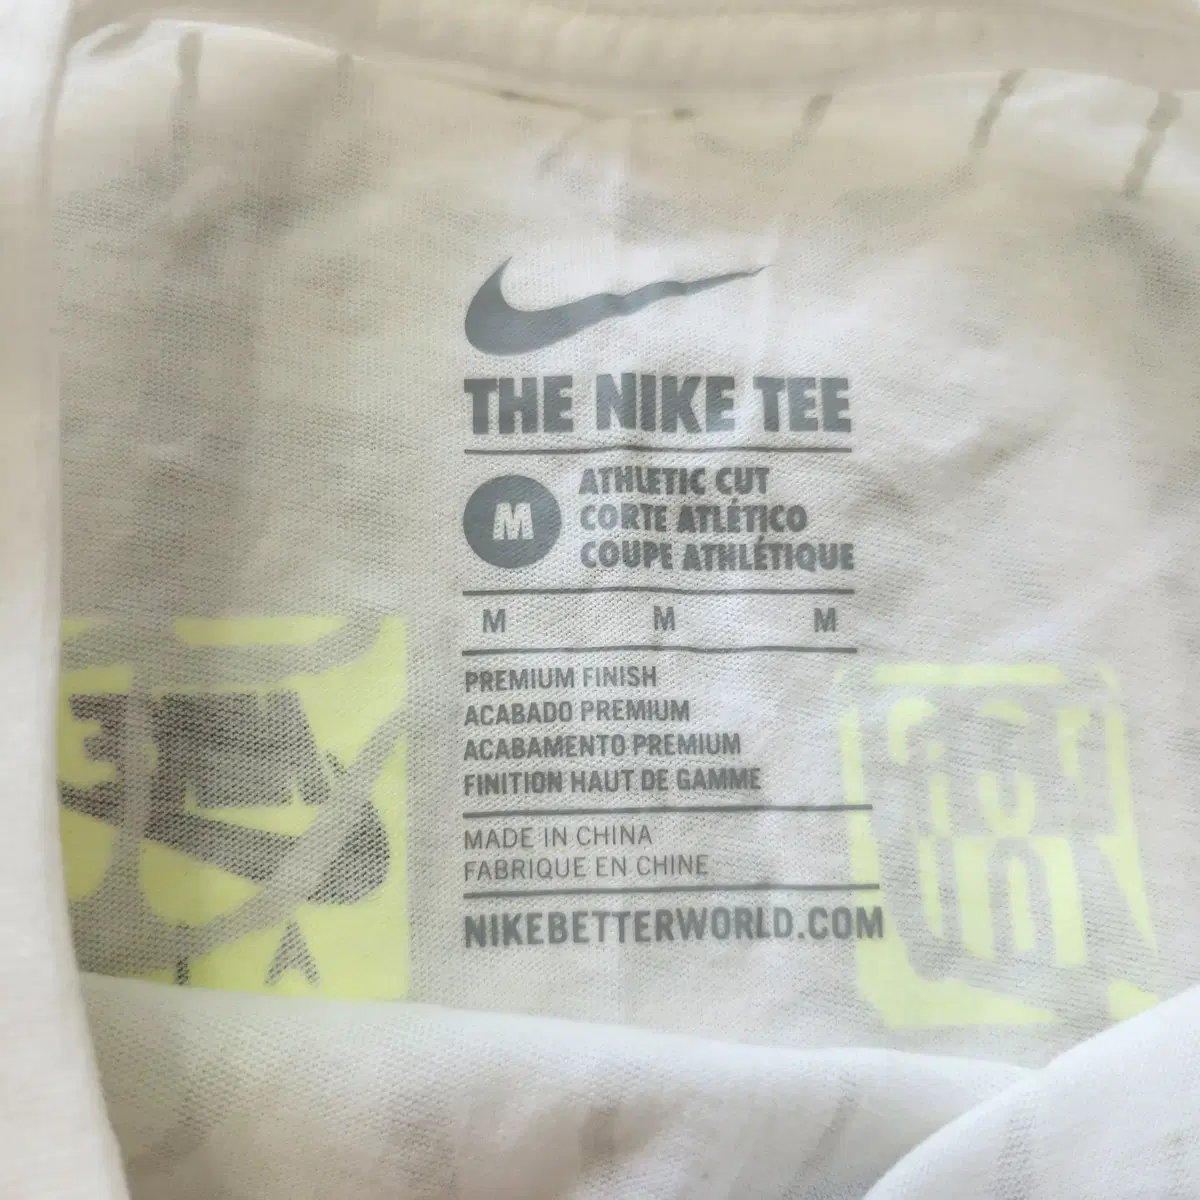 THE NIKE TEE
M
ATHLETIC CUT
CORTE ATLÉTICO
COUPE ATHLÉTIQUE
M M M
PREMIUM FINISH
ACABADO PREMIUM
ACABAMENTO PREMIUM
FINITION HAUT DE GAMME
MADE IN CHINA
FABRIQUE EN CHINE
NIKEBETTERWORLD.COM